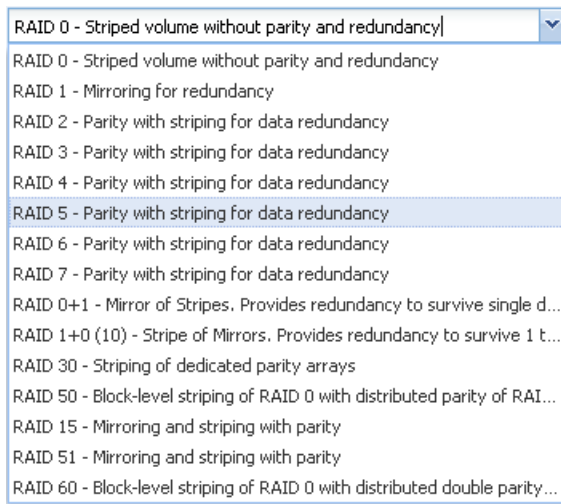 RAID 0 - Striped volume without parity and redundancy
RAID 0 - Striped volume without parity and redundancy
RAID 1 - Mirroring for redundancy
RAID 2 - Parity with striping for data redundancy
RAID 3 - Parity with striping for data redundancy
RAID 4 - Parity with striping for data redundancy
RAID 5 - Parity with striping for data redundancy
RAID 6 - Parity with striping for data redundancy
RAID 7 - Parity with striping for data redundancy
RAID 0+1 - Mirror of Stripes. Provides redundancy to survive single d...
RAID 1+0 (10) - Stripe of Mirrors. Provides redundancy to survive 1 t...
RAID 30 - Striping of dedicated parity arrays
RAID 50 - Block-level striping of RAID 0 with distributed parity of RAI...
RAID 15 - Mirroring and striping with parity
RAID 51 - Mirroring and striping with parity
RAID 60 - Block-level striping of RAID 0 with distributed double parity...